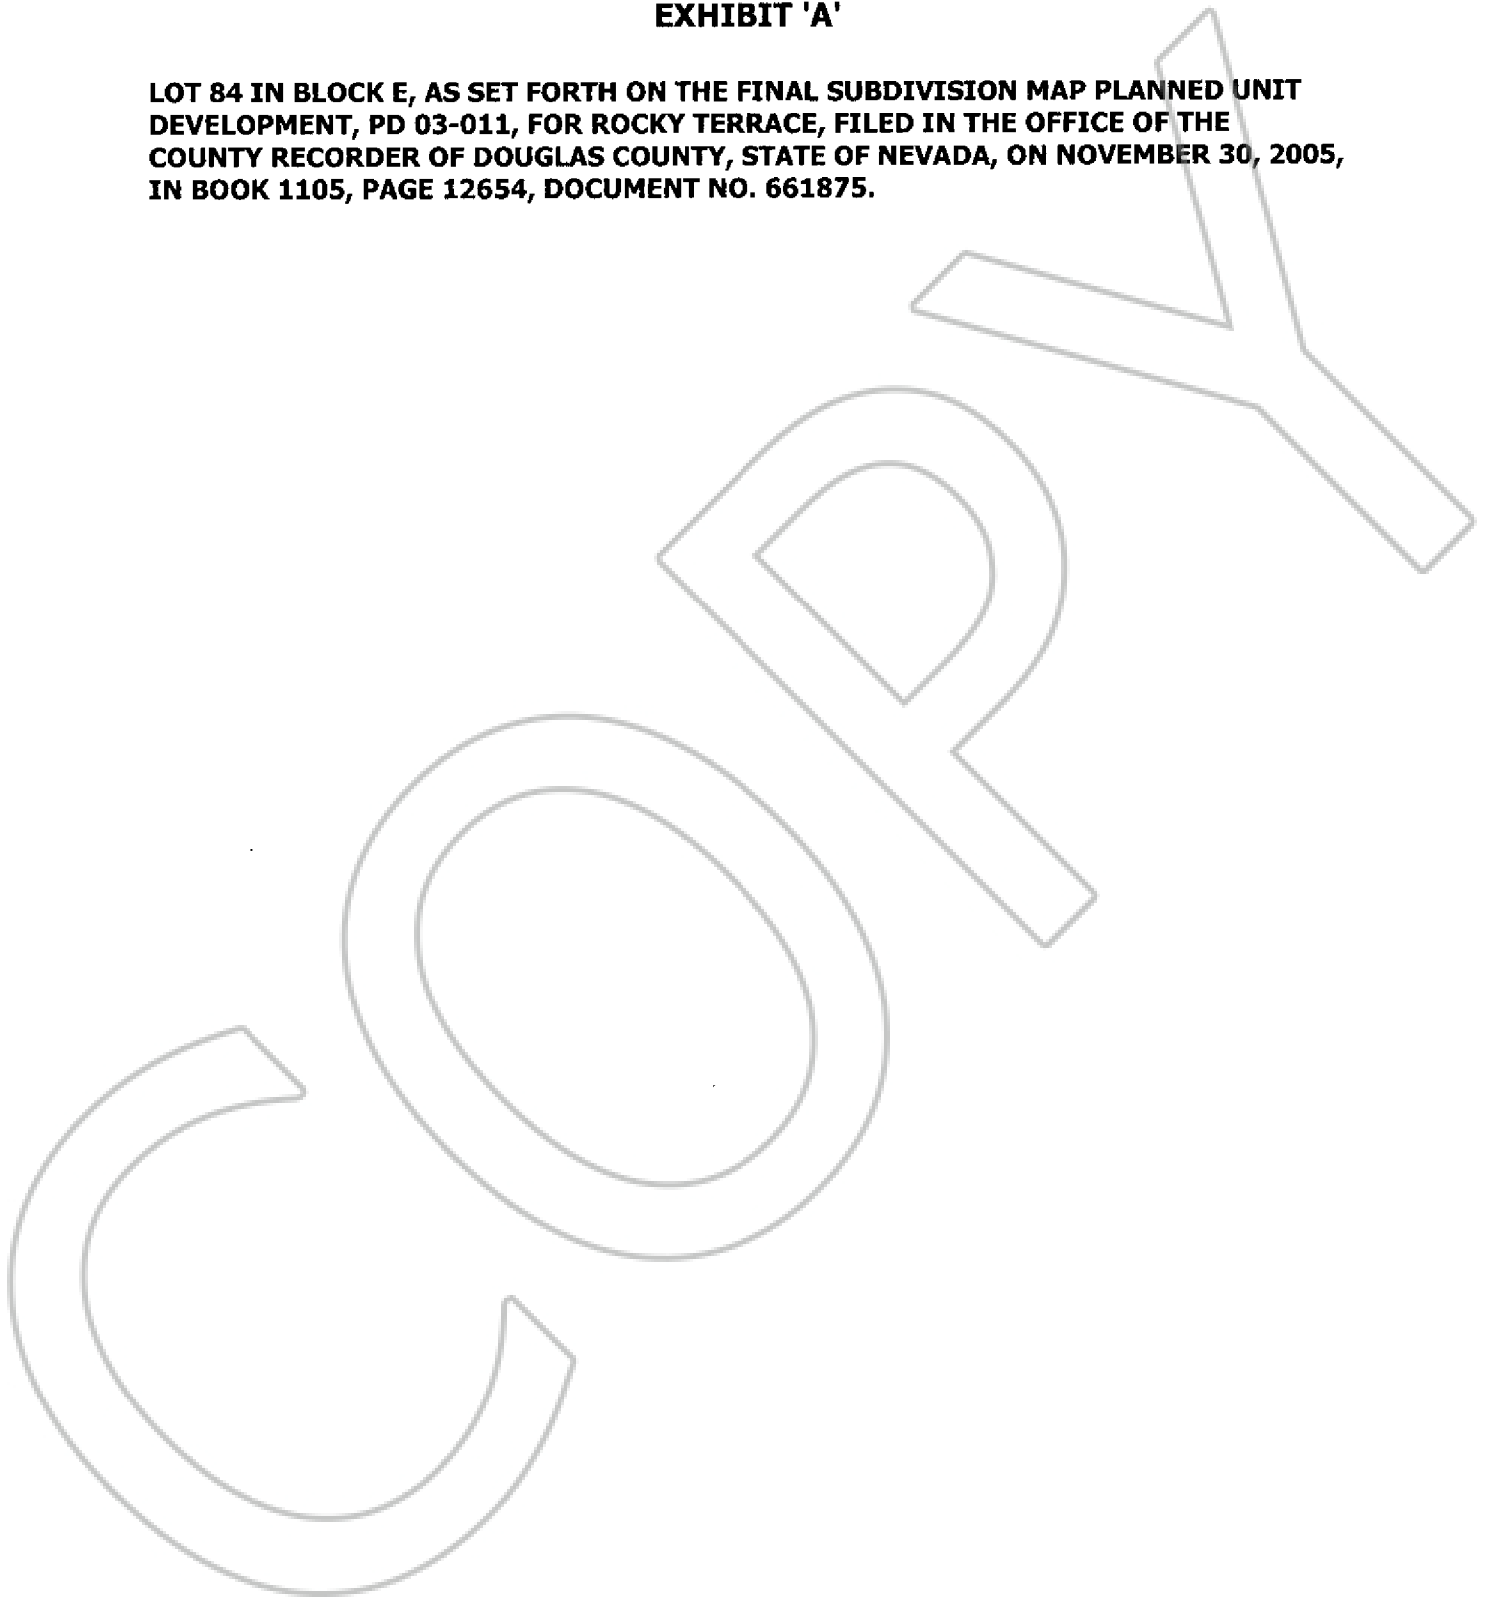 EXHIBIT 'A'
LOT 84 IN BLOCK E, AS SET FORTH ON THE FINAL SUBDIVISION MAP PLANNED UNIT
DEVELOPMENT, PD 03-011, FOR ROCKY TERRACE, FILED IN THE OFFICE OF THE
COUNTY RECORDER OF DOUGLAS COUNTY, STATE OF NEVADA, ON NOVEMBER 30, 2005,
IN BOOK 1105, PAGE 12654, DOCUMENT NO. 661875.
COPY